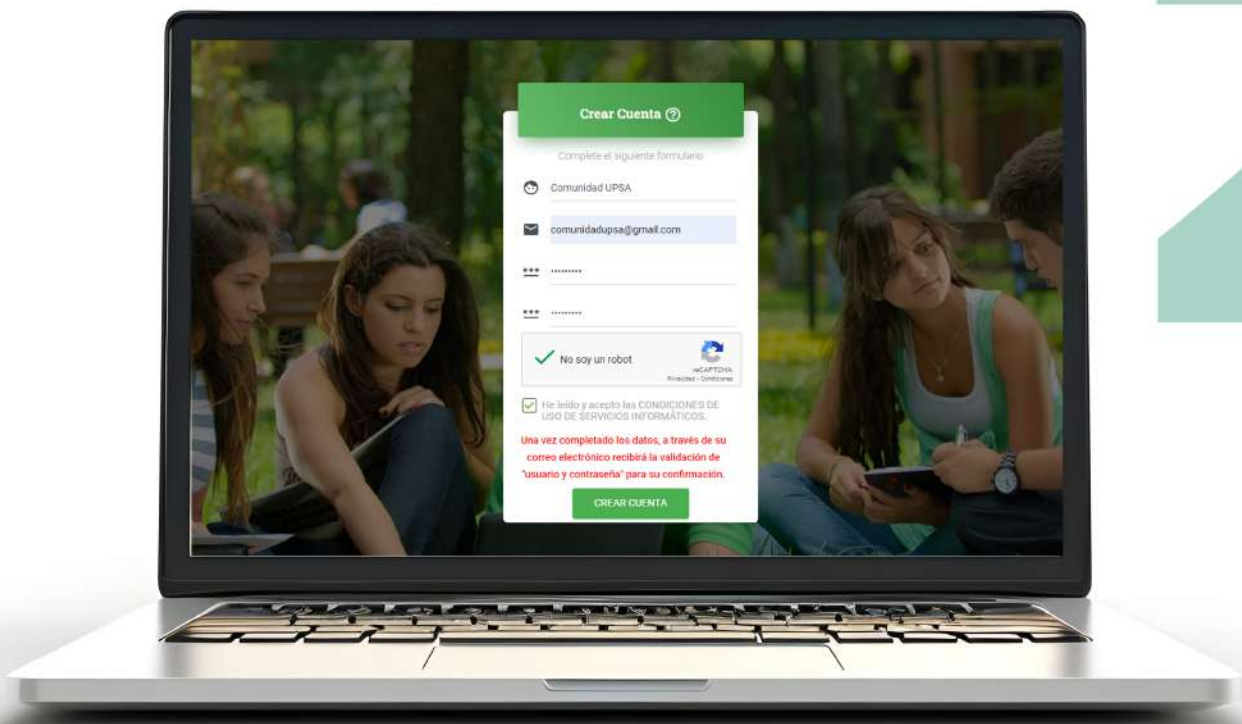 Crear Cuenta
Complete el siguiente formulario
Comunidad UPSA
comunidadupsa@gmail.com
*** ·········
*** ·········
No soy un robot
reCAPTCHA
Privacidad - Condiciones
He leído y acepto las CONDICIONES DE
USO DE SERVICIOS INFORMÁTICOS.
Una vez completado los datos, a través de su
correo electrónico recibirá la validación de
"usuario y contraseña" para su confirmación.
CREAR CUENTA